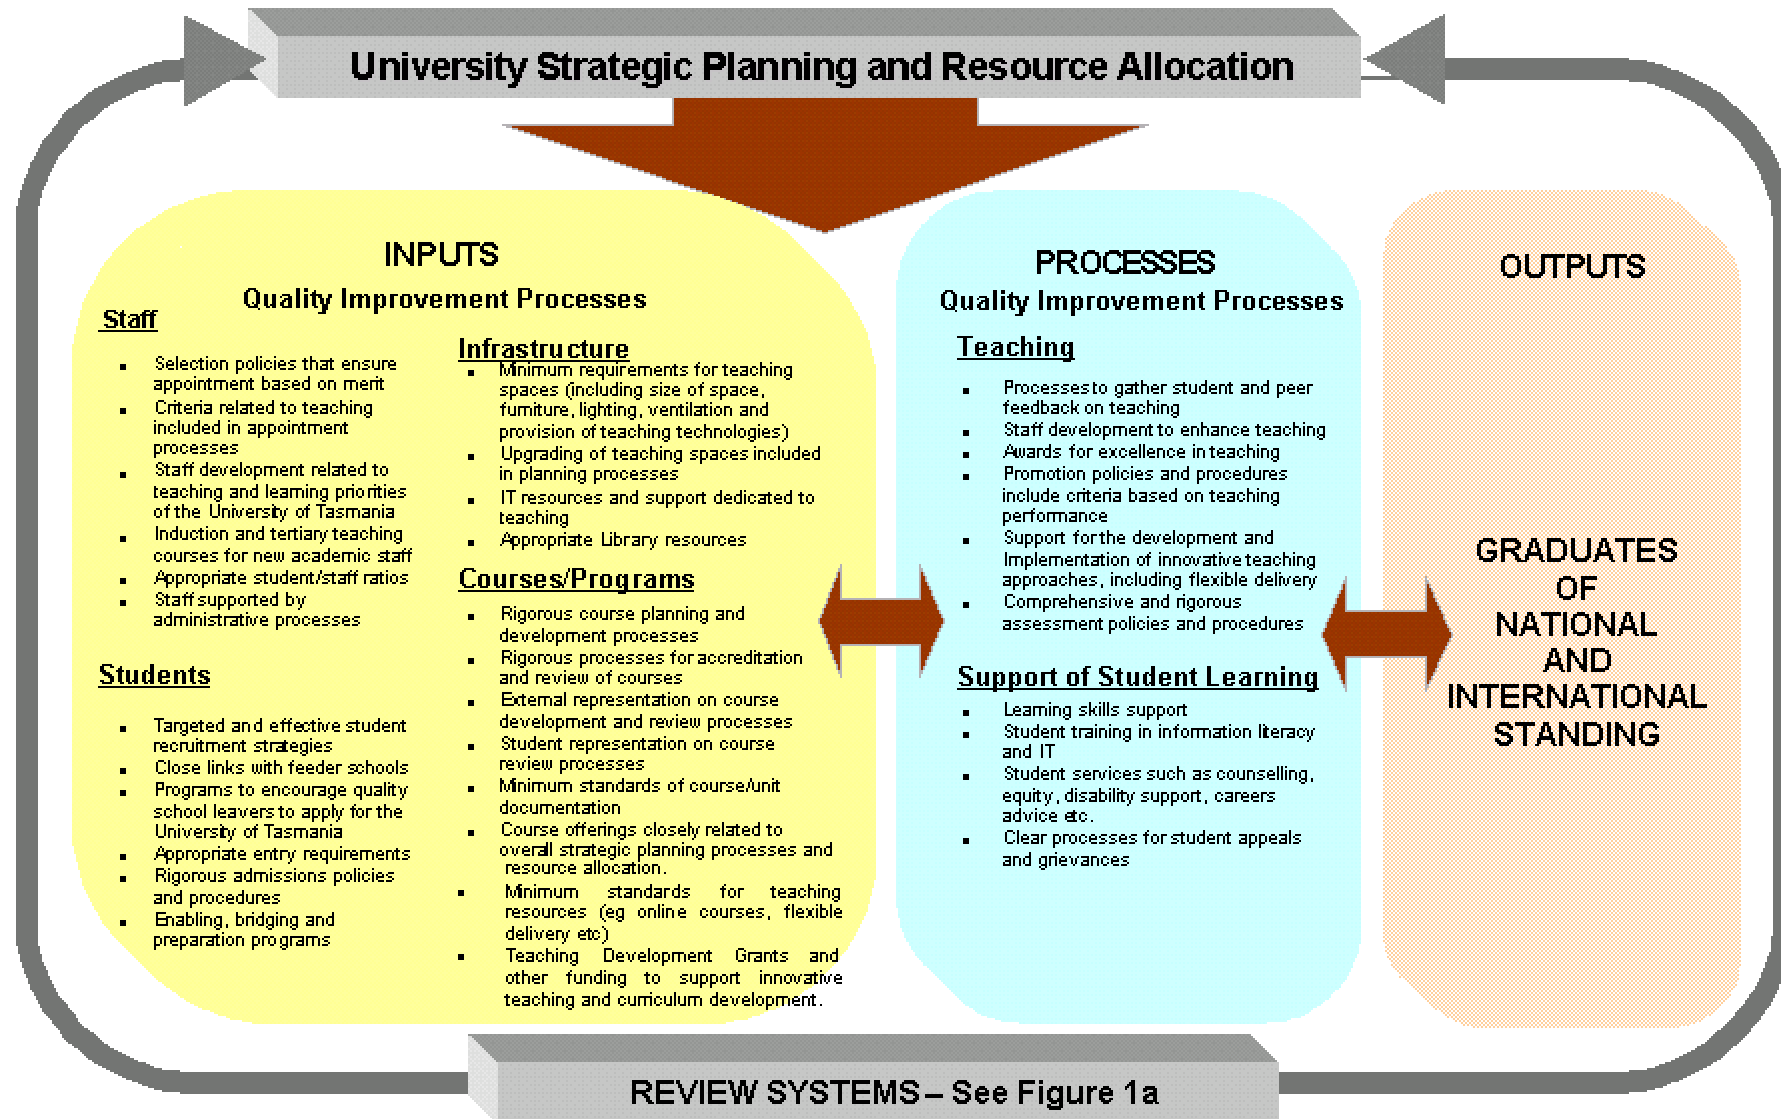 University Strategic Planning and Resource Allocation
INPUTS
Quality Improvement Processes
Staff
Selection policies that ensure
appointment based on merit
Criteria related to teaching
included in appointment
processes
Staff development related to
teaching and learning priorities
of the University of Tasmania
Induction and tertiary teaching
courses for new academic staff
Appropriate student/staff ratios
Staff supported by
administrative processes
Students
Targeted and effective student
recruitment strategies
Close links with feeder schools
Programs to encourage quality
school leavers to apply for the
University of Tasmania
Appropriate entry requirements
Rigorous admissions policies
and procedures
Enabling, bridging and
preparation programs
Infrastructure
Minimum requirements for teaching
spaces (including size of space,
furniture, lighting, ventilation and
provision of teaching technologies)
Upgrading of teaching spaces included
in planning processes
IT resources and support dedicated to
teaching
Appropriate Library resources
Courses/Programs
Rigorous course planning and
development processes
Rigorous processes for accreditation
and review of courses
External representation on course
development and review processes
Student representation on course
review processes
Minimum standards of course/unit
documentation
Course offerings closely related to
overall strategic planning processes and
resource allocation.
Minimum standards for teaching
resources (eg online courses, flexible
delivery etc)
Teaching Development Grants and
other funding to support innovative
teaching and curriculum development.
PROCESSES
Quality Improvement Processes
Teaching
Processes to gather student and peer
feedback on teaching
Staff development to enhance teaching
Awards for excellence in teaching
Promotion policies and procedures
include criteria based on teaching
performance
Support for the development and
Implementation of innovative teaching
approaches, including flexible delivery
Comprehensive and rigorous
assessment policies and procedures
Support of Student Learning
Learning skills support
Student training in information literacy
and IT
Student services such as counselling,
equity, disability support, careers
advice etc.
Clear processes for student appeals
and grievances
OUTPUTS
GRADUATES
OF
NATIONAL
AND
INTERNATIONAL
STANDING
REVIEW SYSTEMS – See Figure 1a